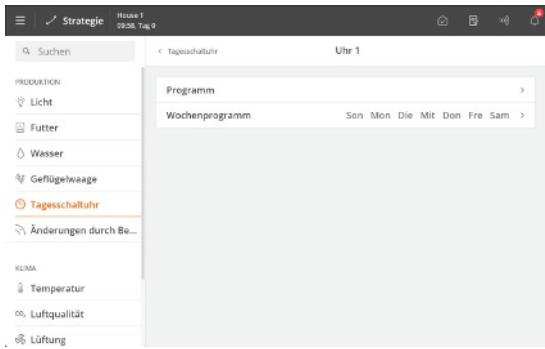 Strategie
House 1
09:58, Tag 0
Suchen
Tagesschaltuhr
Uhr 1
PRODUKTION
Licht
Futter
Wasser
Geflügelwaage
Tagesschaltuhr
Änderungen durch Be...
KLIMA
Temperatur
Luftqualität
Lüftung
Programm
Wochenprogramm Son Mon Die Mit Don Fre Sam